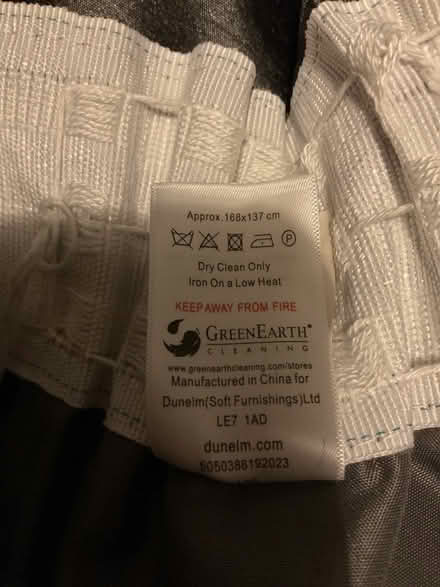 Approx.168x137 cm
P
Dry Clean Only
Iron On a Low Heat
KEEP AWAY FROM FIRE
GREENEARTH®
CLEANING
www.greenearthcleaning.com/stores
Manufactured in China for
Dunelm(Soft Furnishings)Ltd
LE7 1AD
dunelm.com
5050386192023